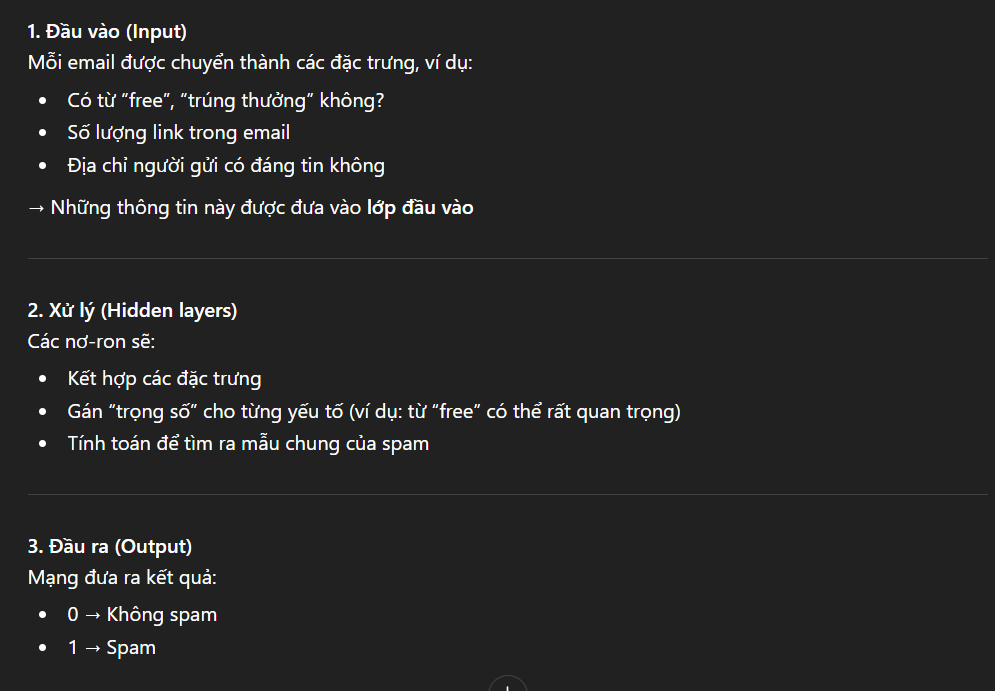 1. Đầu vào (Input)
Mỗi email được chuyển thành các đặc trưng, ví dụ:
• Có từ “free”, “trúng thưởng” không?
• Số lượng link trong email
• Địa chỉ người gửi có đáng tin không
→ Những thông tin này được đưa vào lớp đầu vào
2. Xử lý (Hidden layers)
Các nơ-ron sẽ:
• Kết hợp các đặc trưng
• Gán “trọng số” cho từng yếu tố (ví dụ: từ “free” có thể rất quan trọng)
• Tính toán để tìm ra mẫu chung của spam
3. Đầu ra (Output)
Mạng đưa ra kết quả:
• 0 → Không spam
• 1 → Spam